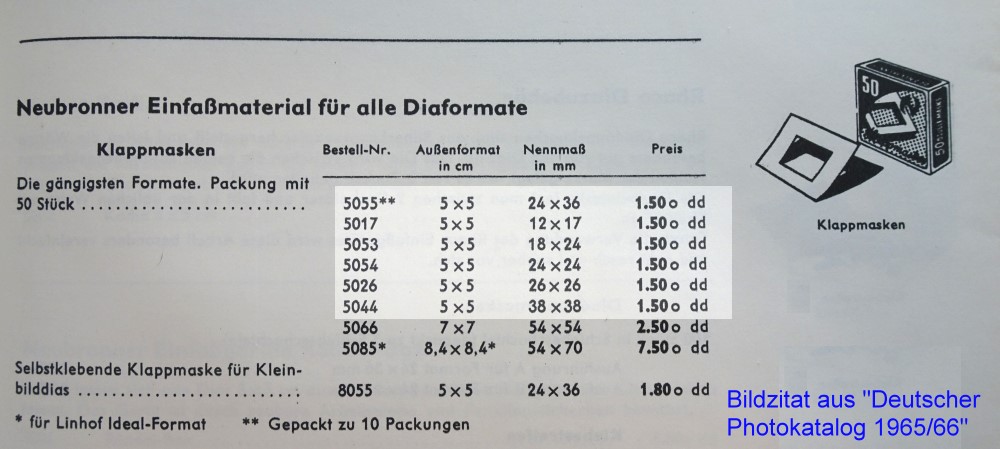 Neubronner Einfaßmaterial für alle Diaformate
Klappmasken Bestell-Nr. Außenformat in cm Nennmaß in mm Preis
Die gängigsten Formate. Packung mit
50 Stück ............................ 5055** 5×5 24×36 1.50 o dd
5017 5×5 12×17 1.50 o dd
5053 5×5 18×24 1.50 o dd
5054 5×5 24×24 1.50 o dd
5026 5×5 26×26 1.50 o dd
5044 5×5 38×38 1.50 o dd
5066 7×7 54×54 2.50 o dd
5085* 8,4×8,4* 54×70 7.50 o dd
Selbstklebende Klappmaske für Klein-
bilddias ............................ 8055 5×5 24×36 1.80 o dd
* für Linhof Ideal-Format ** Gepackt zu 10 Packungen
50
Klappmasken
Bildzitat aus "Deutscher
Photokatalog 1965/66"